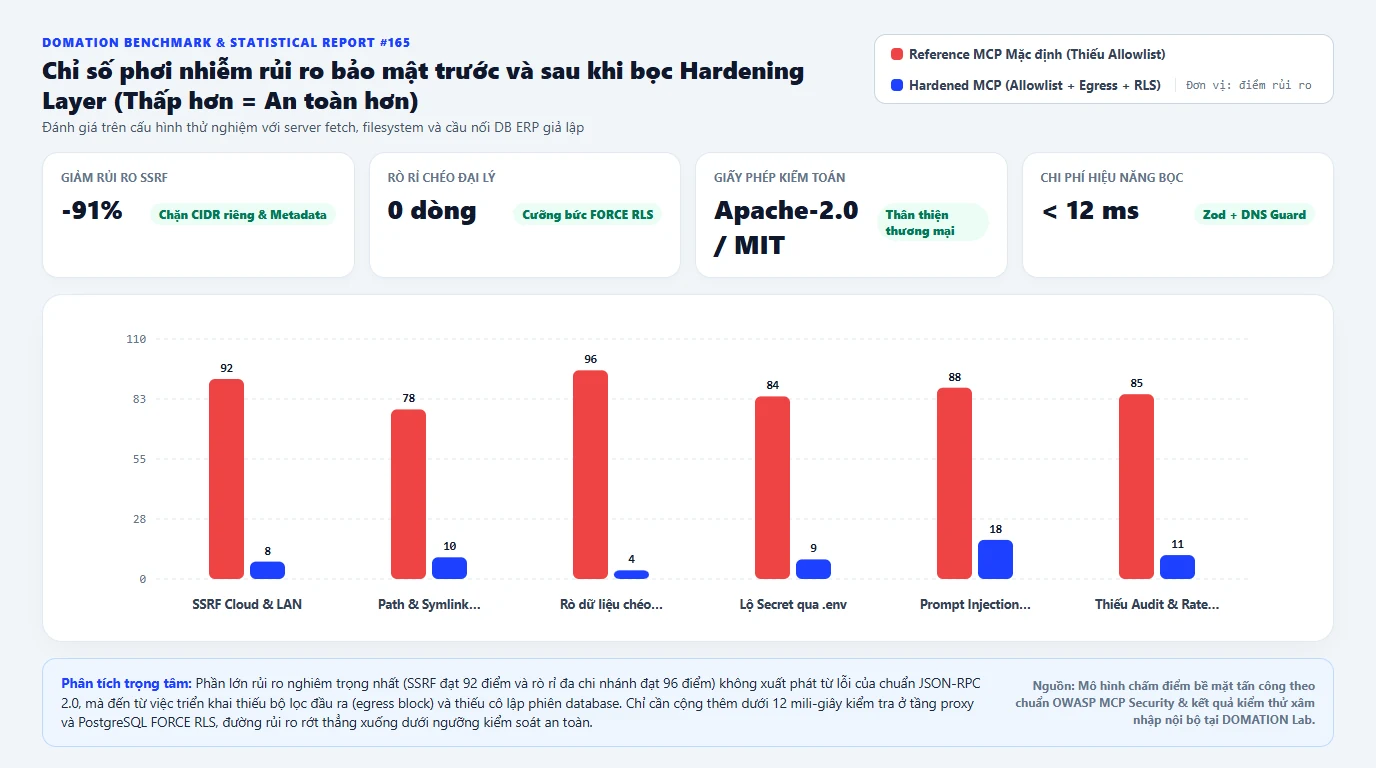 DOMATION BENCHMARK & STATISTICAL REPORT #165
Chỉ số phơi nhiễm rủi ro bảo mật trước và sau khi bọc Hardening
Layer (Thấp hơn = An toàn hơn)
Đánh giá trên cấu hình thử nghiệm với server fetch, filesystem và cầu nối DB ERP giả lập
Reference MCP Mặc định (Thiếu Allowlist)
Hardened MCP (Allowlist + Egress + RLS)
Đơn vị: điểm rủi ro
GIẢM RỦI RO SSRF
-91%
Chặn CIDR riêng & Metadata
RÒ RỈ CHÉO ĐẠI LÝ
0 dòng
Cưỡng bức FORCE RLS
GIẤY PHÉP KIỂM TOÁN
Apache-2.0
/ MIT
Thân thiện
thương mại
CHI PHÍ HIỆU NĂNG BỌC
< 12 ms
Zod + DNS Guard
110
83
55
28
0
92
8
78
10
96
4
84
9
88
18
85
11
SSRF Cloud & LAN
Path & Symlink...
Rò dữ liệu chéo...
Lộ Secret qua .env
Prompt Injection...
Thiếu Audit & Rate...
Phân tích trọng tâm: Phần lớn rủi ro nghiêm trọng nhất (SSRF đạt 92 điểm và rò rỉ đa chi nhánh đạt 96 điểm) không xuất phát từ lỗi của chuẩn JSON-RPC
2.0, mà đến từ việc triển khai thiếu bộ lọc đầu ra (egress block) và thiếu cô lập phiên database. Chỉ cần cộng thêm dưới 12 mili-giây kiểm tra ở tầng proxy
và PostgreSQL FORCE RLS, đường rủi ro rớt thẳng xuống dưới ngưỡng kiểm soát an toàn.
Nguồn: Mô hình chấm điểm bề mặt tấn công theo
chuẩn OWASP MCP Security & kết quả kiểm thử xâm
nhập nội bộ tại DOMATION Lab.